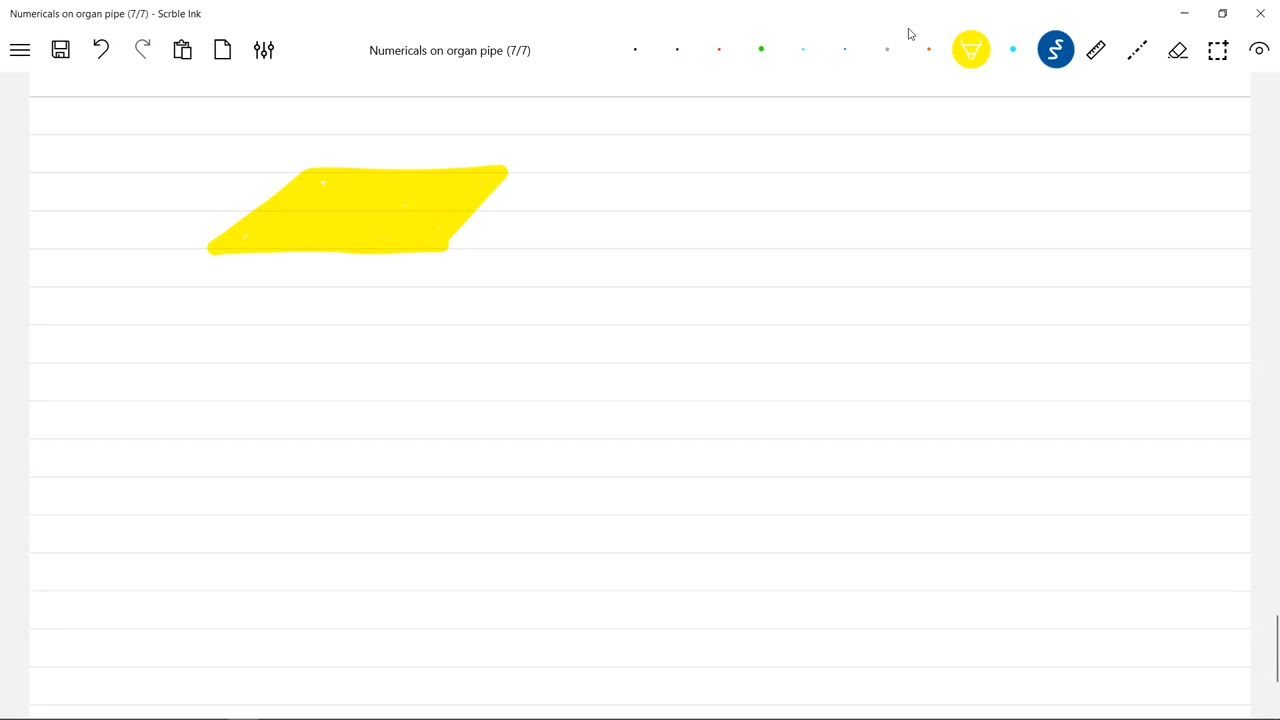 Numericals on organ pipe (7/7) - Scrble Ink
Numericals on organ pipe (7/7)